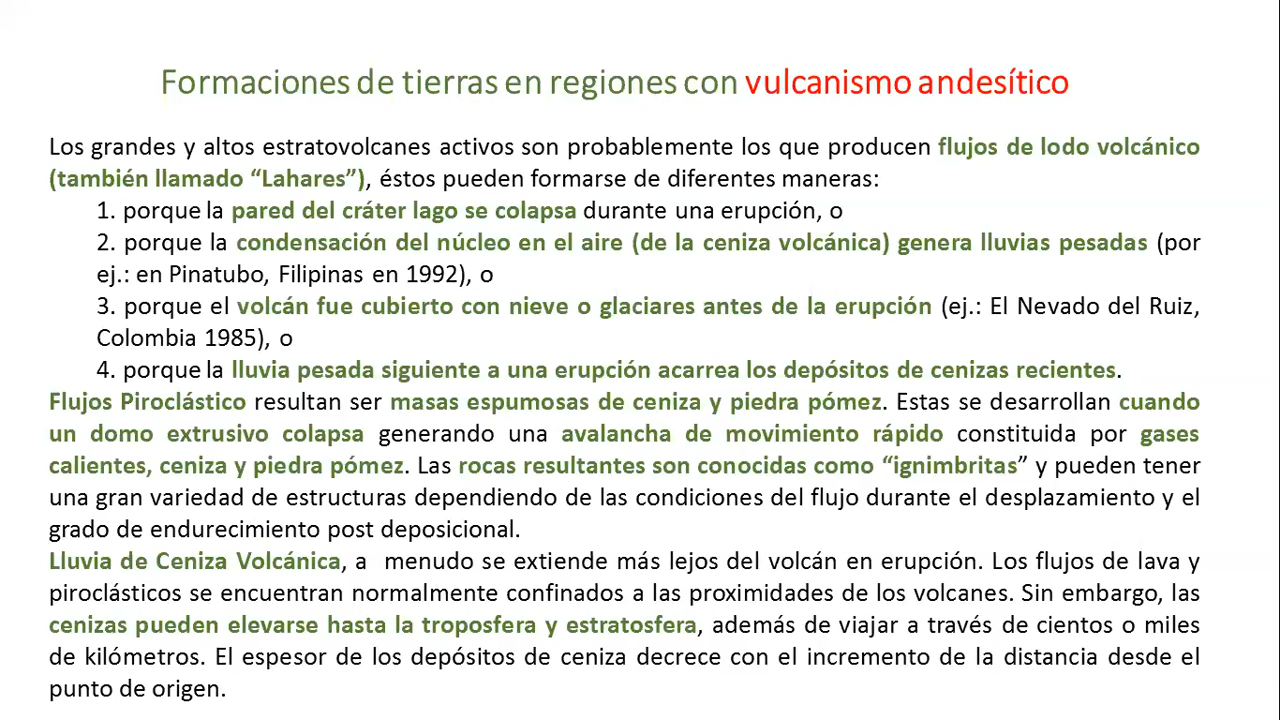 Formaciones de tierras en regiones con vulcanismo andesítico
Los grandes y altos estratovolcanes activos son probablemente los que producen flujos de lodo volcánico
(también llamado “Lahares”), éstos pueden formarse de diferentes maneras:
1. porque la pared del cráter lago se colapsa durante una erupción, o
2. porque la condensación del núcleo en el aire (de la ceniza volcánica) genera lluvias pesadas (por
ej.: en Pinatubo, Filipinas en 1992), o
3. porque el volcán fue cubierto con nieve o glaciares antes de la erupción (ej.: El Nevado del Ruiz,
Colombia 1985), o
4. porque la lluvia pesada siguiente a una erupción acarrea los depósitos de cenizas recientes.
Flujos Piroclástico resultan ser masas espumosas de ceniza y piedra pómez. Estas se desarrollan cuando
un domo extrusivo colapsa generando una avalancha de movimiento rápido constituida por gases
calientes, ceniza y piedra pómez. Las rocas resultantes son conocidas como “ignimbritas” y pueden tener
una gran variedad de estructuras dependiendo de las condiciones del flujo durante el desplazamiento y el
grado de endurecimiento post deposicional.
Lluvia de Ceniza Volcánica, a menudo se extiende más lejos del volcán en erupción. Los flujos de lava y
piroclásticos se encuentran normalmente confinados a las proximidades de los volcanes. Sin embargo, las
cenizas pueden elevarse hasta la troposfera y estratosfera, además de viajar a través de cientos o miles
de kilómetros. El espesor de los depósitos de ceniza decrece con el incremento de la distancia desde el
punto de origen.